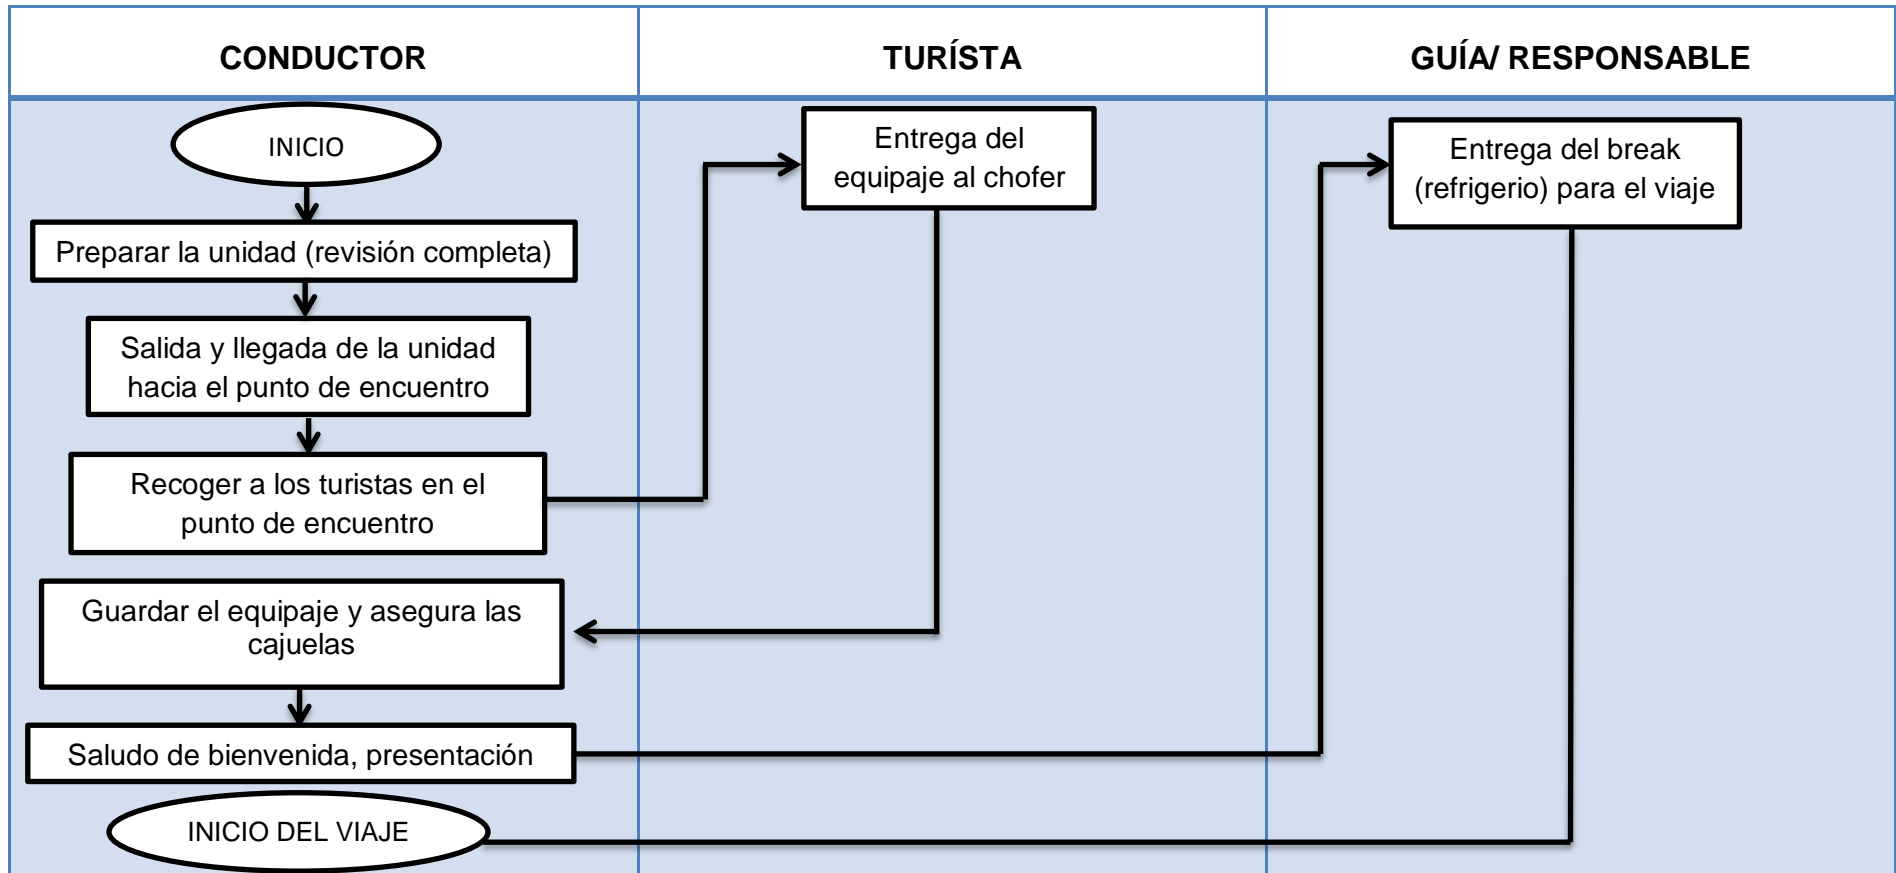 CONDUCTOR
TURÍSTA
GUÍA/ RESPONSABLE
INICIO
Preparar la unidad (revisión completa)
Salida y llegada de la unidad
hacia el punto de encuentro
Recoger a los turistas en el
punto de encuentro
Entrega del
equipaje al chofer
Guardar el equipaje y asegura las
cajuelas
Saludo de bienvenida, presentación
Entrega del break
(refrigerio) para el viaje
INICIO DEL VIAJE